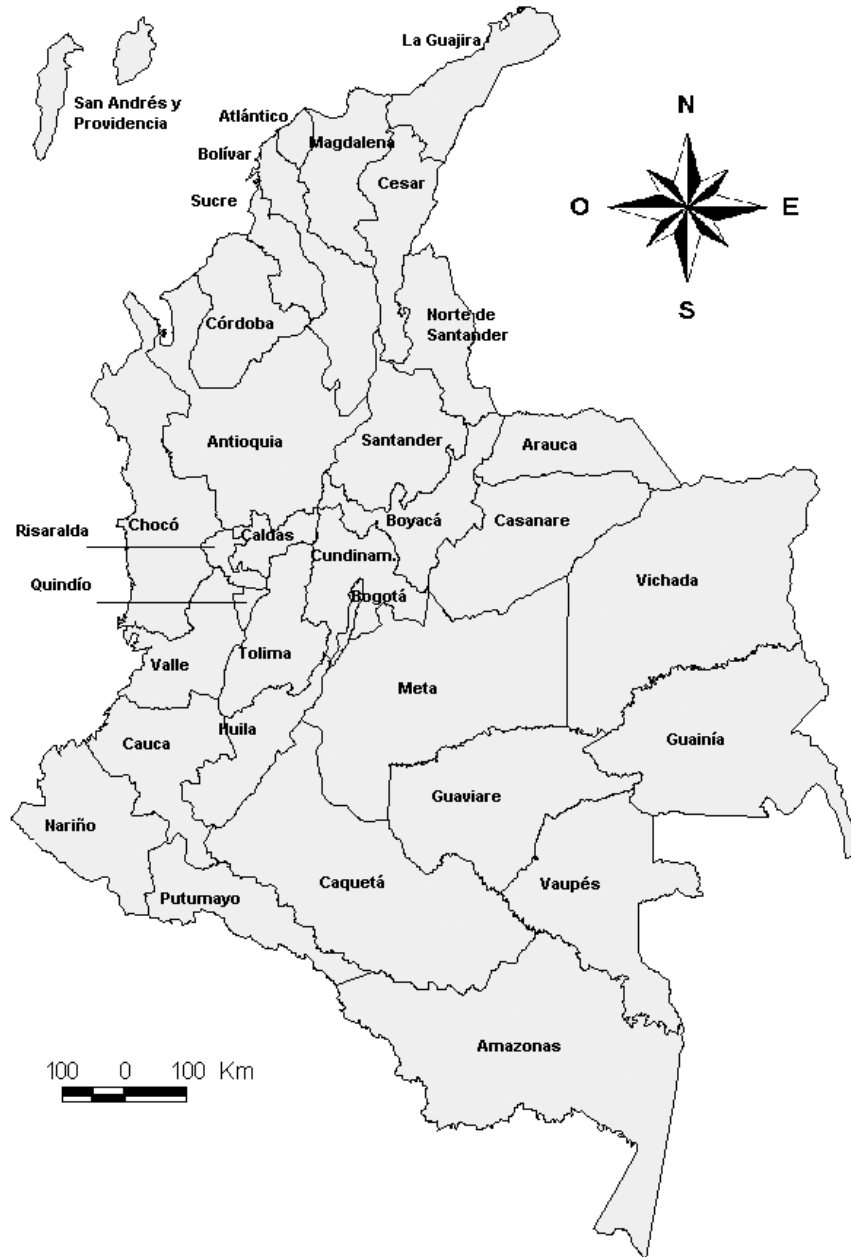 La Guajira
San Andrés y
Providencia
N
Atlántico
Magdalena
Bolívar
Cesar
Sucre
O
E
S
Norte de
Santander
Córdoba
Antioquia
Santander
Arauca
Risaralda
Chocó
Caldas
Boyacá
Casanare
Cundinam.
Quindío
Bogotá
Vichada
Valle
Tolima
Meta
Cauca
Huila
Guainía
Guaviare
Nariño
Putumayo
Caquetá
Vaupés
Amazonas
100 0 100 Km